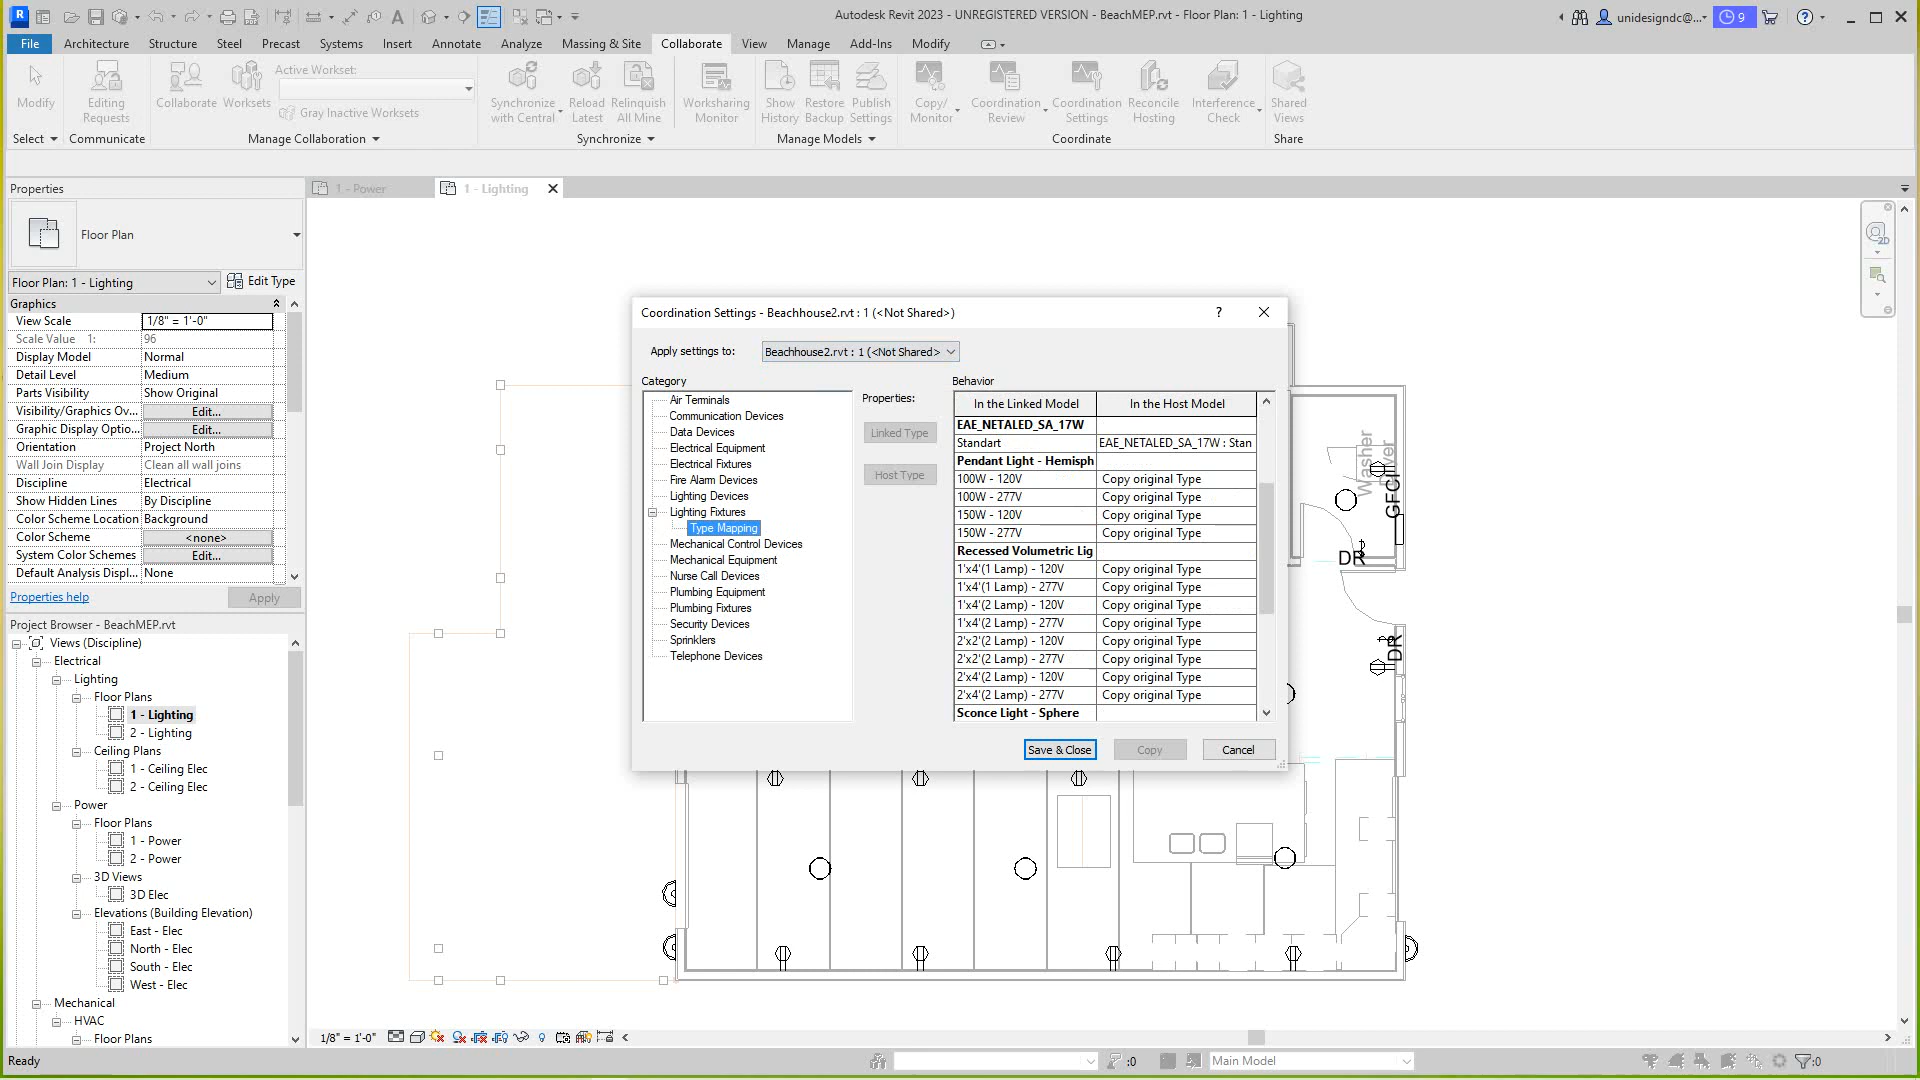 Autodesk Revit 2023 - UNREGISTERED VERSION - BeachMEP.rvt - Floor Plan: 1 - Lighting
unidesigndc@...
9
File Architecture Structure Steel Precast Systems Insert Annotate Analyze Massing & Site Collaborate View Manage Add-Ins Modify
Modify
Editing Requests
Collaborate
Worksets
Active Workset:
Gray Inactive Worksets
Synchronize with Central
Reload Latest
Relinquish All Mine
Worksharing Monitor
Show History
Restore Backup
Publish Settings
Copy/ Monitor
Coordination Review
Coordination Settings
Reconcile Hosting
Interference Check
Shared Views
Select Communicate Manage Collaboration Synchronize Manage Models Coordinate Share
Properties
1 - Power
1 - Lighting
Floor Plan
Floor Plan: 1 - Lighting
Edit Type
Graphics
View Scale 1/8" = 1'-0"
Scale Value 1: 96
Display Model Normal
Detail Level Medium
Parts Visibility Show Original
Visibility/Graphics Ov... Edit...
Graphic Display Optio... Edit...
Orientation Project North
Wall Join Display Clean all wall joins
Discipline Electrical
Show Hidden Lines By Discipline
Color Scheme Location Background
Color Scheme <none>
System Color Schemes Edit...
Default Analysis Displ... None
Properties help
Apply
Project Browser - BeachMEP.rvt
Views (Discipline)
Electrical
Lighting
Floor Plans
1 - Lighting
2 - Lighting
Ceiling Plans
1 - Ceiling Elec
2 - Ceiling Elec
Power
Floor Plans
1 - Power
2 - Power
3D Views
3D Elec
Elevations (Building Elevation)
East - Elec
North - Elec
South - Elec
West - Elec
Mechanical
HVAC
Floor Plans
Coordination Settings - Beachhouse2.rvt : 1 (<Not Shared>)
?
Apply settings to:
Beachhouse2.rvt : 1 (<Not Shared>
Category
Air Terminals
Communication Devices
Data Devices
Electrical Equipment
Electrical Fixtures
Fire Alarm Devices
Lighting Devices
Lighting Fixtures
Type Mapping
Mechanical Control Devices
Mechanical Equipment
Nurse Call Devices
Plumbing Equipment
Plumbing Fixtures
Security Devices
Sprinklers
Telephone Devices
Properties:
Linked Type
Host Type
Behavior
In the Linked Model In the Host Model
EAE_NETALED_SA_17W
Standart EAE_NETALED_SA_17W : Stan
Pendant Light - Hemisph
100W - 120V Copy original Type
100W - 277V Copy original Type
150W - 120V Copy original Type
150W - 277V Copy original Type
Recessed Volumetric Lig
1'x4'(1 Lamp) - 120V Copy original Type
1'x4'(1 Lamp) - 277V Copy original Type
1'x4'(2 Lamp) - 120V Copy original Type
1'x4'(2 Lamp) - 277V Copy original Type
2'x2'(2 Lamp) - 120V Copy original Type
2'x2'(2 Lamp) - 277V Copy original Type
2'x4'(2 Lamp) - 120V Copy original Type
2'x4'(2 Lamp) - 277V Copy original Type
Sconce Light - Sphere
Save & Close
Copy
Cancel
Washer
GFCI
DR
DR
2D
1/8" = 1'-0"
Ready
:0
Main Model
:0